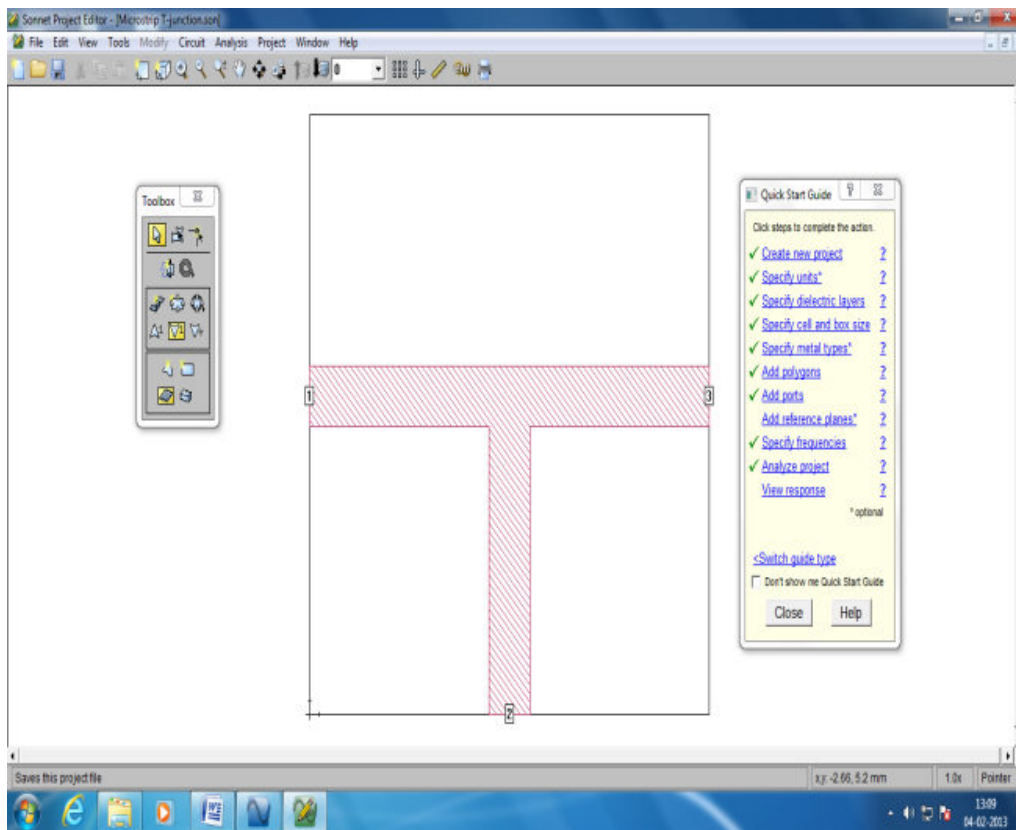 Sonnet Project Editor - [Microstrip T-junction.son]
File Edit View Tools Modify Circuit Analysis Project Window Help
0
Toolbox
Quick Start Guide
Click steps to complete the action.
Create new project ?
Specify units* ?
Specify dielectric layers ?
Specify cell and box size ?
Specify metal types* ?
Add polygons ?
Add ports ?
Add reference planes* ?
Specify frequencies ?
Analyze project ?
View response ?
* optional
<Switch guide type
Don't show me Quick Start Guide
Close Help
1 3
2
Saves this project file x,y: -2.66, 5.2 mm 1.0x Pointer
13:09
04-02-2013